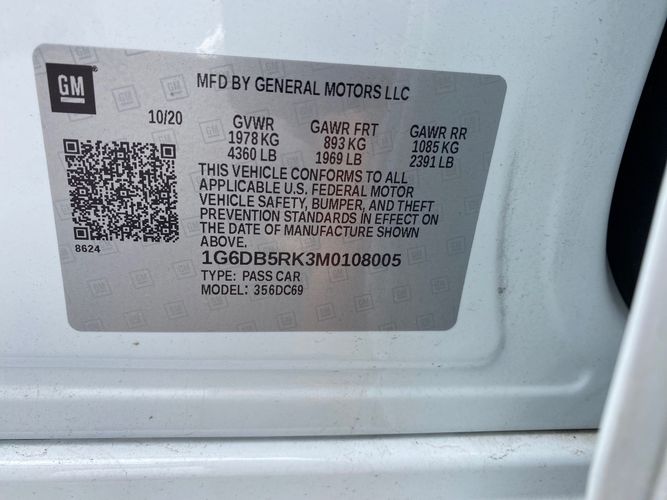 GM
MFD BY GENERAL MOTORS LLC
10/20 GVWR GAWR FRT GAWR RR
1978 KG 893 KG 1085 KG
4360 LB 1969 LB 2391 LB
THIS VEHICLE CONFORMS TO ALL
APPLICABLE U.S. FEDERAL MOTOR
VEHICLE SAFETY, BUMPER, AND THEFT
PREVENTION STANDARDS IN EFFECT ON
THE DATE OF MANUFACTURE SHOWN
ABOVE.
8624
1G6DB5RK3M0108005
TYPE: PASS CAR
MODEL: 356DC69